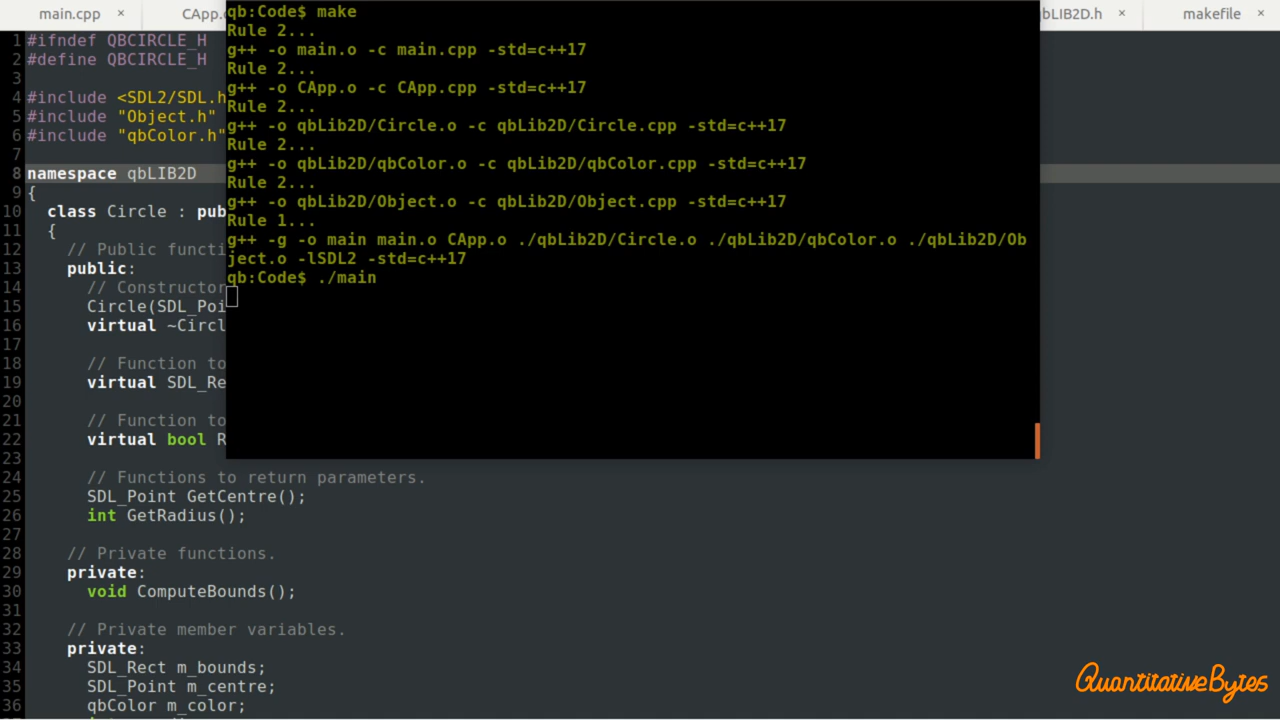 main.cpp × CApp.c bLIB2D.h × makefile ×
qb:Code$ make
Rule 2...
g++ -o main.o -c main.cpp -std=c++17
Rule 2...
g++ -o CApp.o -c CApp.cpp -std=c++17
Rule 2...
g++ -o qbLib2D/Circle.o -c qbLib2D/Circle.cpp -std=c++17
Rule 2...
g++ -o qbLib2D/qbColor.o -c qbLib2D/qbColor.cpp -std=c++17
Rule 2...
g++ -o qbLib2D/Object.o -c qbLib2D/Object.cpp -std=c++17
Rule 1...
g++ -g -o main main.o CApp.o ./qbLib2D/Circle.o ./qbLib2D/qbColor.o ./qbLib2D/Ob
ject.o -lSDL2 -std=c++17
qb:Code$ ./main
1 #ifndef QBCIRCLE_H
2 #define QBCIRCLE_H
3
4 #include <SDL2/SDL.h
5 #include "Object.h"
6 #include "qbColor.h"
7
8 namespace qbLIB2D
9 {
10 class Circle : pub
11 {
12 // Public functi
13 public:
14 // Constructor
15 Circle(SDL_Poi
16 virtual ~Circl
17
18 // Function to
19 virtual SDL_Re
20
21 // Function to
22 virtual bool R
23
24 // Functions to return parameters.
25 SDL_Point GetCentre();
26 int GetRadius();
27
28 // Private functions.
29 private:
30 void ComputeBounds();
31
32 // Private member variables.
33 private:
34 SDL_Rect m_bounds;
35 SDL_Point m_centre;
36 qbColor m_color;
QuantitativeBytes